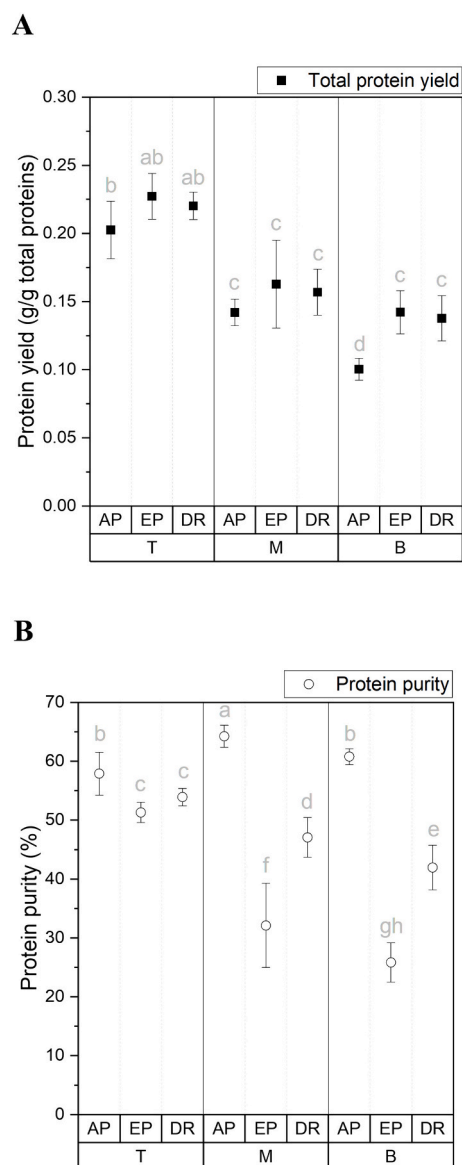 A
Total protein yield
Protein yield (g/g total proteins)
0.30
0.25
0.20
0.15
0.10
0.05
0.00
b ab ab c c c d c c
AP EP DR AP EP DR AP EP DR
T M B
B
Protein purity
Protein purity (%)
70
60
50
40
30
20
10
0
b c c a f d b gh e
AP EP DR AP EP DR AP EP DR
T M B